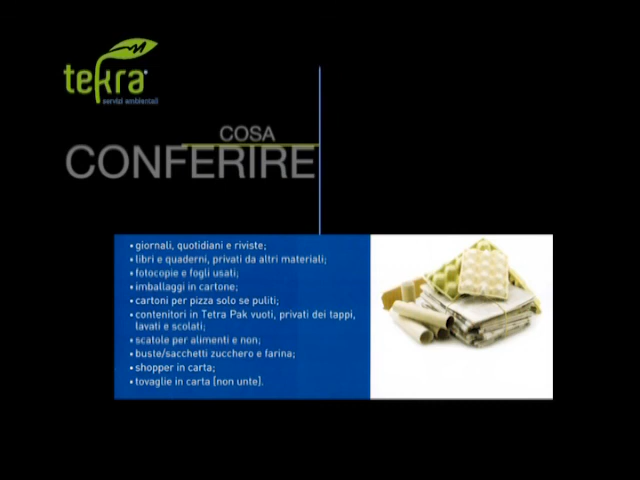 tekra
servizi ambientali
COSA
CONFERIRE
• giornali, quotidiani e riviste;
• libri e quaderni, privati da altri materiali;
• fotocopie e fogli usati;
• imballaggi in cartone;
• cartoni per pizza solo se puliti;
• contenitori in Tetra Pak vuoti, privati dei tappi,
lavati e scolati;
• scatole per alimenti e non;
• buste/sacchetti zucchero e farina;
• shopper in carta;
• tovaglie in carta (non unte).